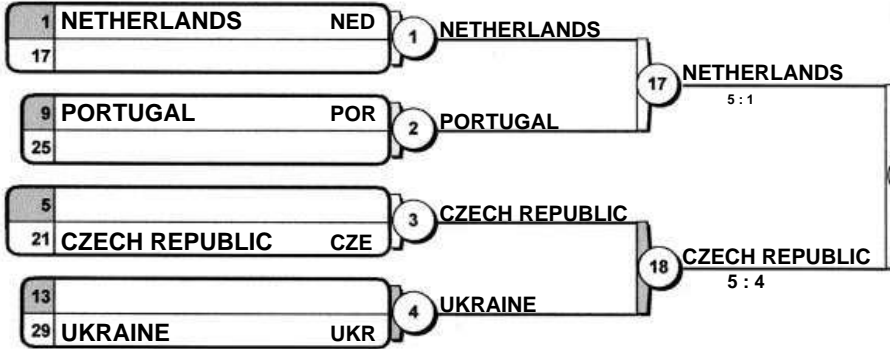 1 NETHERLANDS NED
17
1 NETHERLANDS
17 NETHERLANDS
5 : 1
9 PORTUGAL POR
25
2 PORTUGAL
5
21 CZECH REPUBLIC CZE
3 CZECH REPUBLIC
18 CZECH REPUBLIC
5 : 4
13
29 UKRAINE UKR
4 UKRAINE